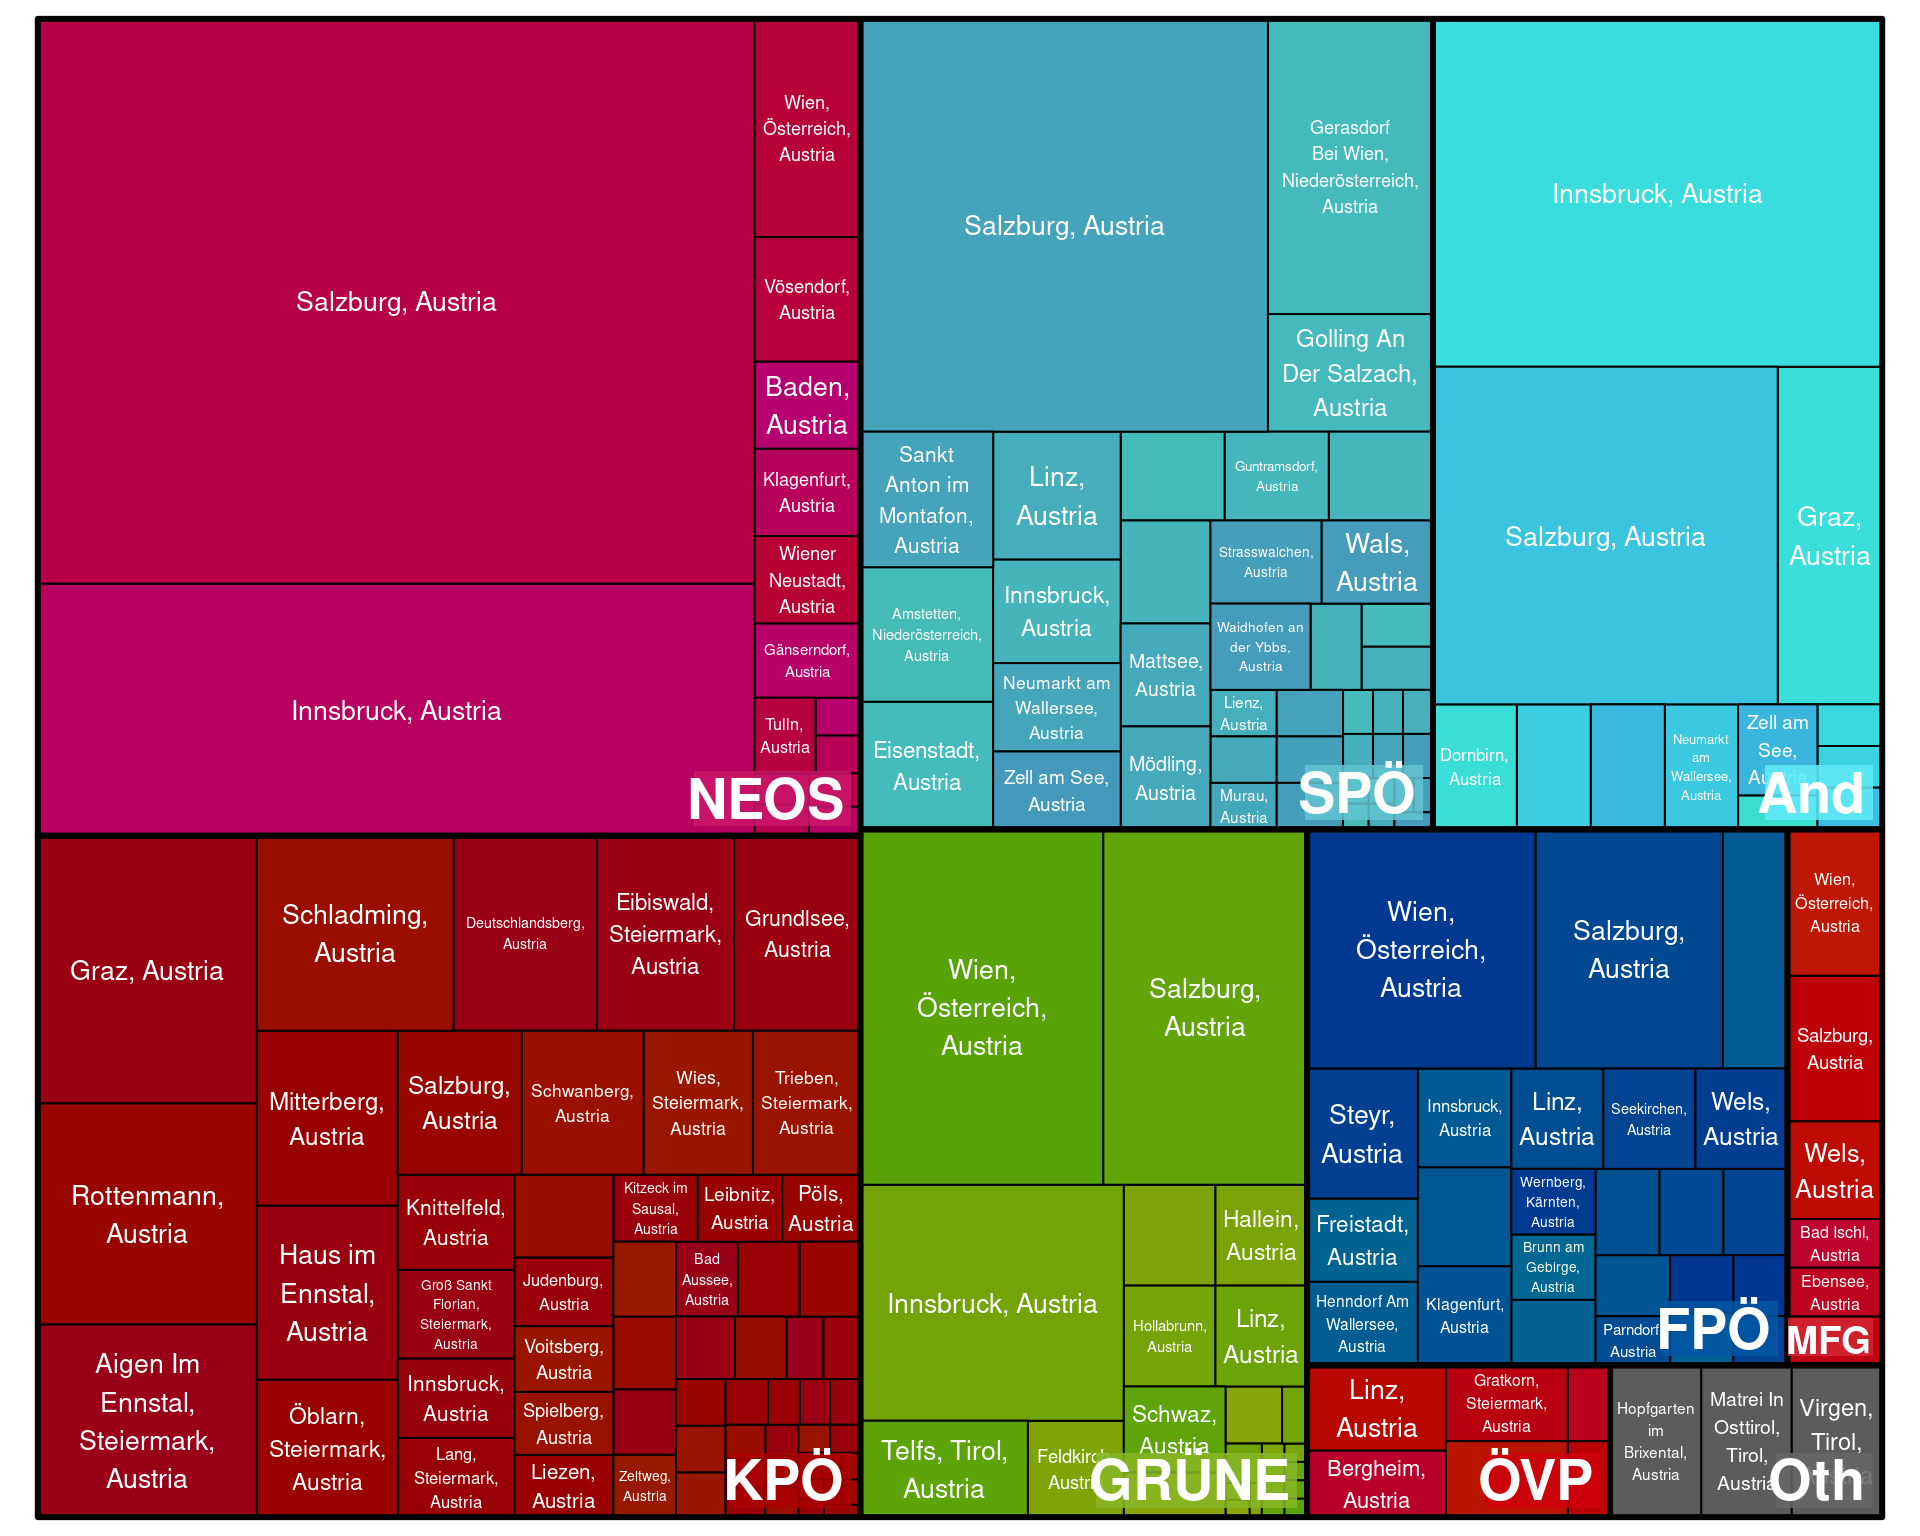 Salzburg, Austria
Innsbruck, Austria
Wien,
Österreich,
Austria
Vösendorf,
Austria
Baden,
Austria
Klagenfurt,
Austria
Wiener
Neustadt,
Austria
Gänserndorf,
Austria
Tulln,
Austria
NEOS
Salzburg, Austria
Gerasdorf
Bei Wien,
Niederösterreich,
Austria
Golling An
Der Salzach,
Austria
Sankt
Anton im
Montafon,
Austria
Amstetten,
Niederösterreich,
Austria
Eisenstadt,
Austria
Linz,
Austria
Innsbruck,
Austria
Neumarkt am
Wallersee,
Austria
Zell am See,
Austria
Guntramsdorf,
Austria
Mattsee,
Austria
Mödling,
Austria
Strasswalchen,
Austria
Wals,
Austria
Waidhofen an
der Ybbs,
Austria
Lienz,
Austria
Murau,
Austria
SPÖ
Innsbruck, Austria
Salzburg, Austria
Graz,
Austria
Dornbirn,
Austria
Neumarkt
am
Wallersee,
Austria
Zell am
See,
Austria
And
Graz, Austria
Rottenmann,
Austria
Aigen Im
Ennstal,
Steiermark,
Austria
Schladming,
Austria
Deutschlandsberg,
Austria
Eibiswald,
Steiermark,
Austria
Grundlsee,
Austria
Mitterberg,
Austria
Haus im
Ennstal,
Austria
Öblarn,
Steiermark,
Austria
Salzburg,
Austria
Schwanberg,
Austria
Wies,
Steiermark,
Austria
Trieben,
Steiermark,
Austria
Knittelfeld,
Austria
Groß Sankt
Florian,
Steiermark,
Austria
Innsbruck,
Austria
Lang,
Steiermark,
Austria
Judenburg,
Austria
Voitsberg,
Austria
Spielberg,
Austria
Liezen,
Austria
Kitzeck im
Sausal,
Austria
Leibnitz,
Austria
Pöls,
Austria
Bad
Aussee,
Austria
Zeltweg,
Austria
KPÖ
Wien,
Österreich,
Austria
Salzburg,
Austria
Innsbruck, Austria
Telfs, Tirol,
Austria
Feldkirch,
Austria
Hallein,
Austria
Hollabrunn,
Austria
Linz,
Austria
Schwaz,
Austria
GRÜNE
Wien,
Österreich,
Austria
Salzburg,
Austria
Steyr,
Austria
Freistadt,
Austria
Henndorf Am
Wallersee,
Austria
Innsbruck,
Austria
Klagenfurt,
Austria
Linz,
Austria
Seekirchen,
Austria
Wels,
Austria
Wernberg,
Kärnten,
Austria
Brunn am
Gebirge,
Austria
Parndorf,
Austria
FPÖ
Wien,
Österreich,
Austria
Salzburg,
Austria
Wels,
Austria
Bad Ischl,
Austria
Ebensee,
Austria
MFG
Linz,
Austria
Bergheim,
Austria
Gratkorn,
Steiermark,
Austria
ÖVP
Hopfgarten
im
Brixental,
Austria
Matrei In
Osttirol,
Tirol,
Austria
Virgen,
Tirol,
Austria
Oth